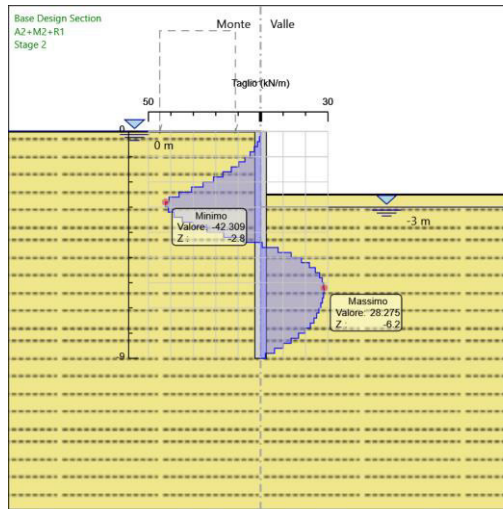 Base Design Section
A2+M2+R1
Stage 2
Monte Valle
Taglio (kN/m)
50 30
0
0 m
-3 m
Minimo
Valore: -42.309
Z : -2.8
Massimo
Valore: 28.275
Z : -6.2
-9